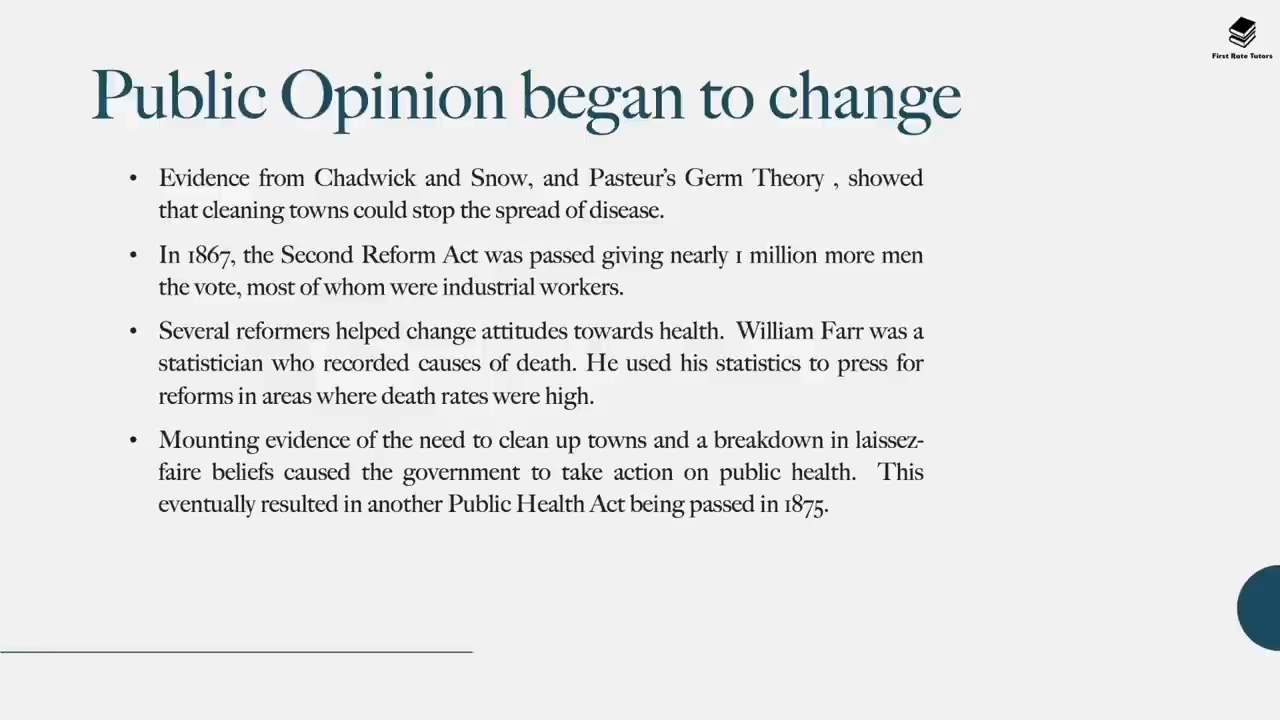 First Rate Tutors
Public Opinion began to change
• Evidence from Chadwick and Snow, and Pasteur's Germ Theory , showed
that cleaning towns could stop the spread of disease.
• In 1867, the Second Reform Act was passed giving nearly 1 million more men
the vote, most of whom were industrial workers.
• Several reformers helped change attitudes towards health.  William Farr was a
statistician who recorded causes of death. He used his statistics to press for
reforms in areas where death rates were high.
• Mounting evidence of the need to clean up towns and a breakdown in laissez-
faire beliefs caused the government to take action on public health.  This
eventually resulted in another Public Health Act being passed in 1875.